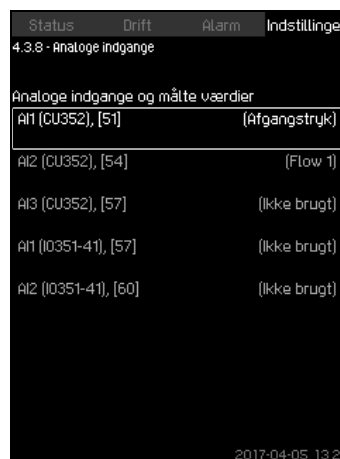 Status Drift Alarm Indstillinge
4.3.8 - Analoge indgange
Analoge indgange og målte værdier
AI1 (CU352), [51] (Afgangstryk)
AI2 (CU352), [54] (Flow 1)
AI3 (CU352), [57] (Ikke brugt)
AI1 (IO351-41), [57] (Ikke brugt)
AI2 (IO351-41), [60] (Ikke brugt)
2017-04-05 13:2